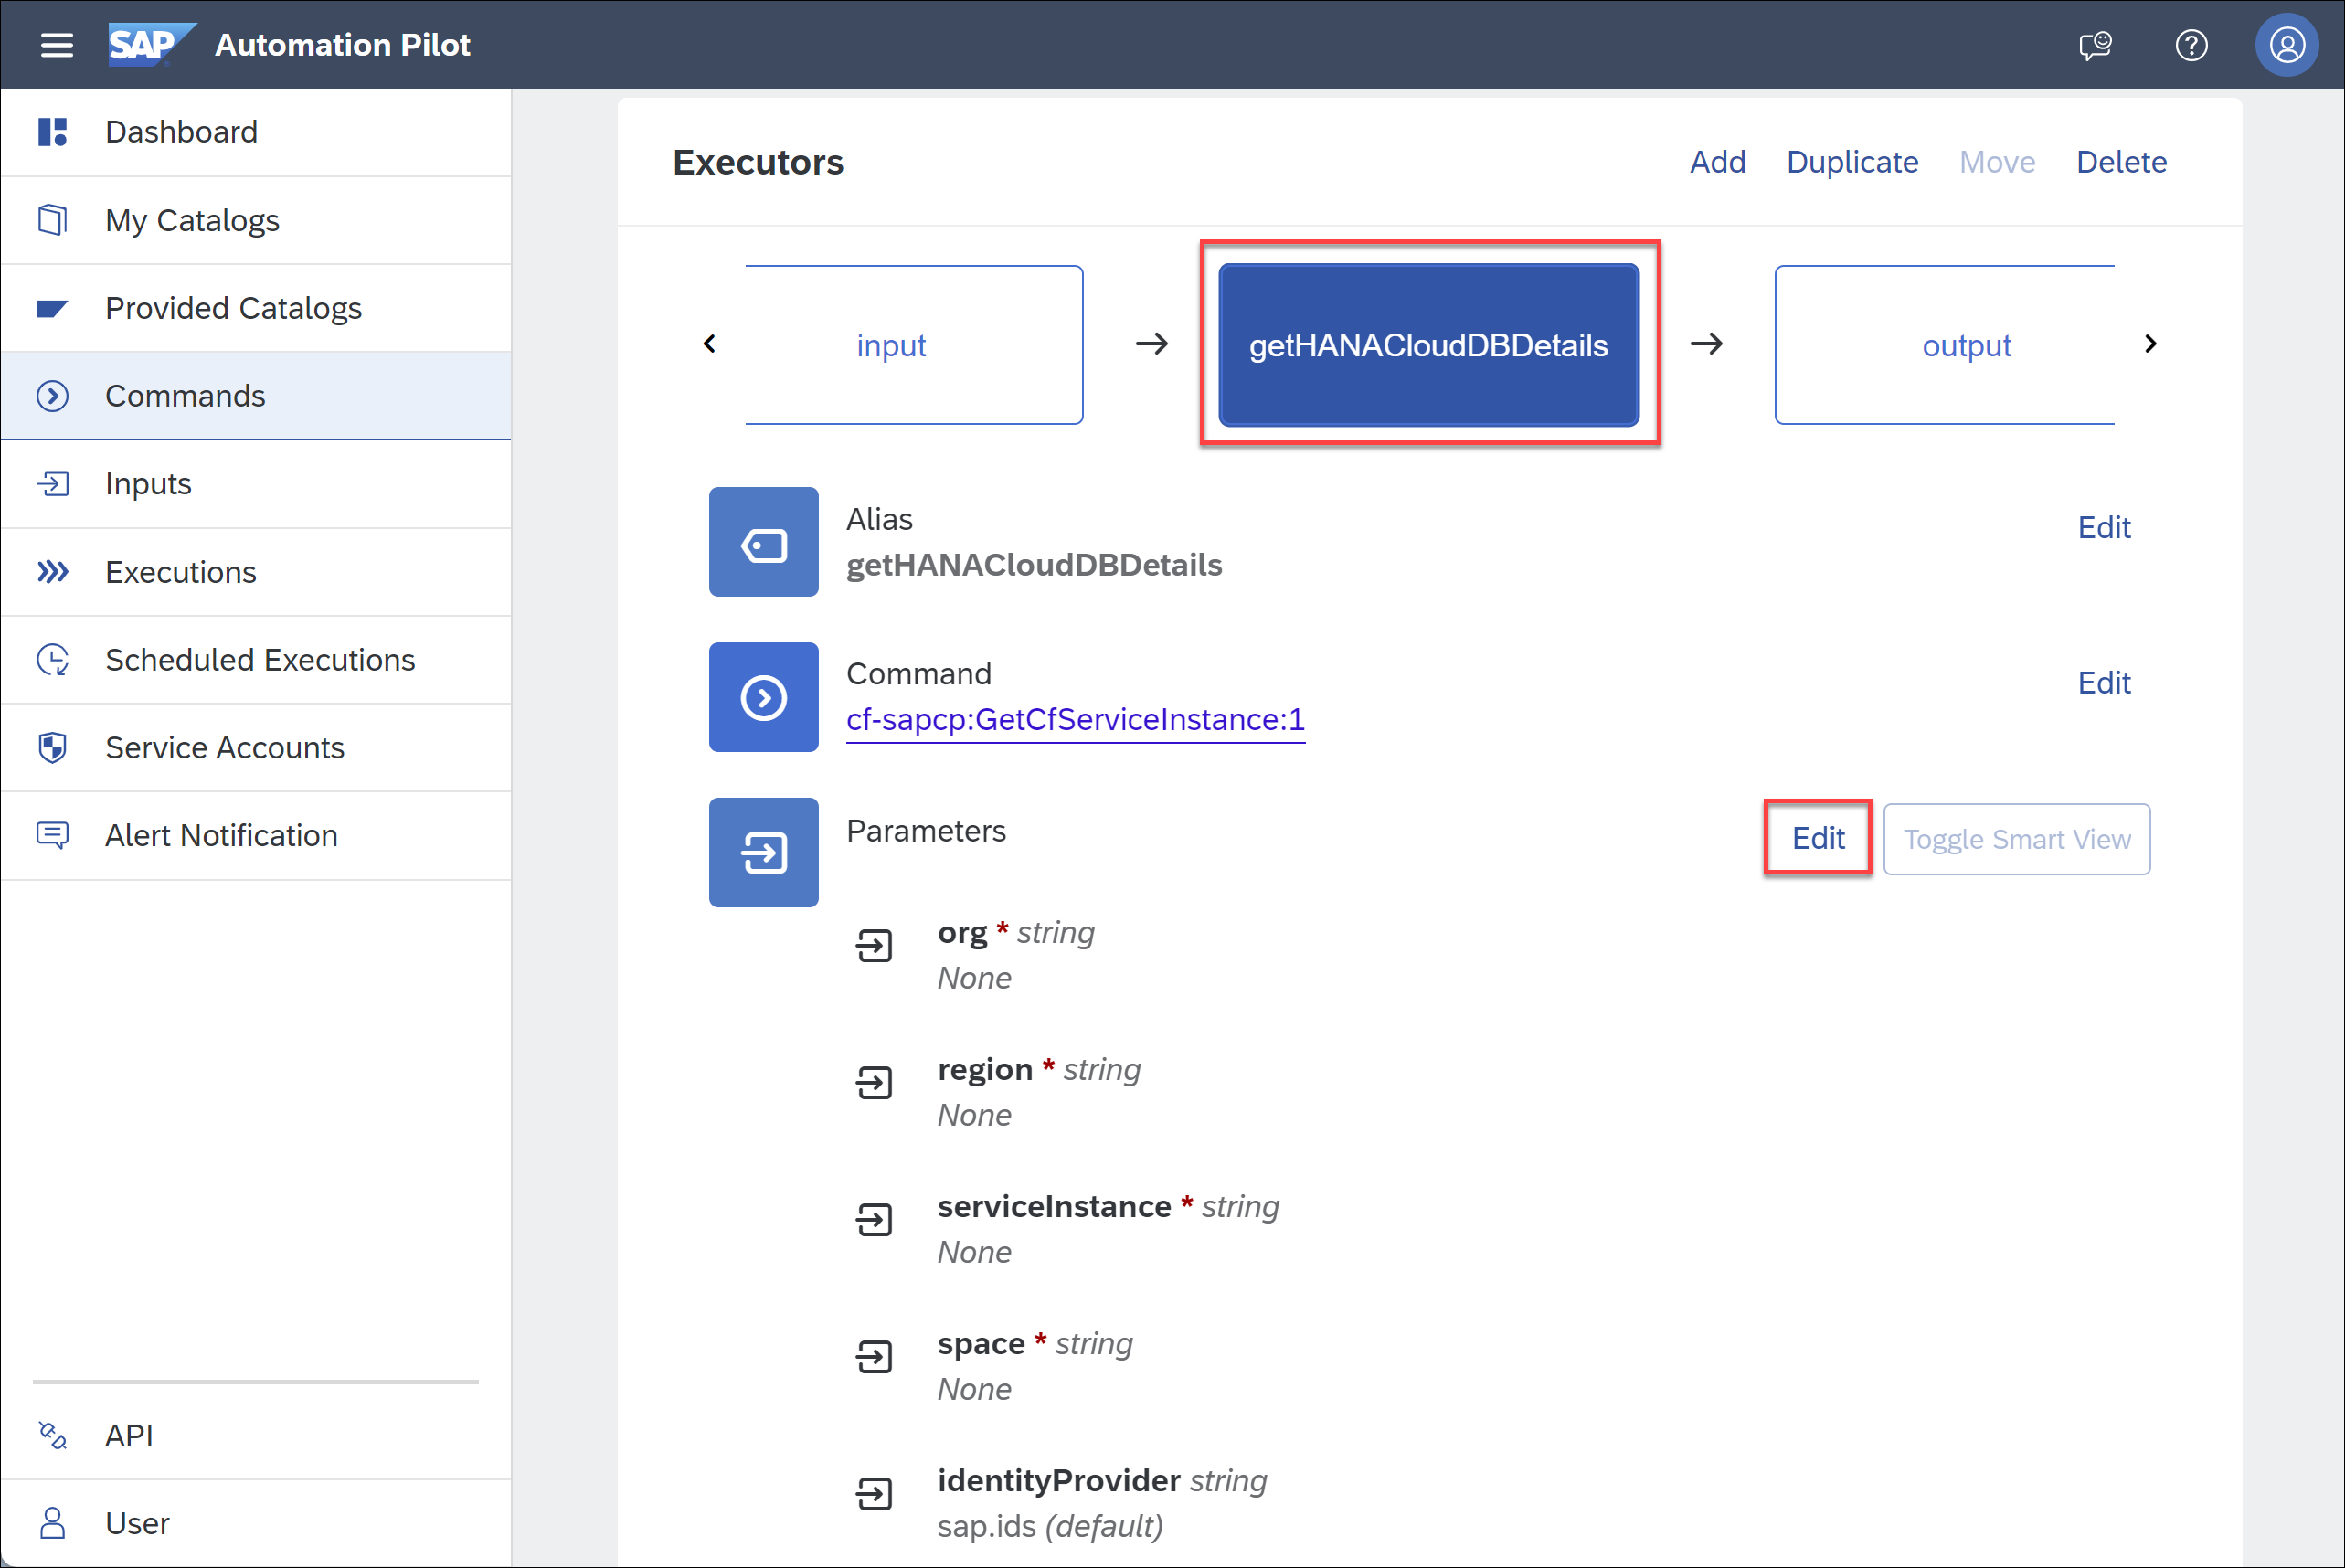 SAP Automation Pilot
Dashboard
My Catalogs
Provided Catalogs
Commands
Inputs
Executions
Scheduled Executions
Service Accounts
Alert Notification
API
User
Executors
Add Duplicate Move Delete
input getHANACloudDBDetails output
Alias
getHANACloudDBDetails
Edit
Command
cf-sapcp:GetCfServiceInstance:1
Edit
Parameters
Edit Toggle Smart View
org * string
None
region * string
None
serviceInstance * string
None
space * string
None
identityProvider string
sap.ids (default)